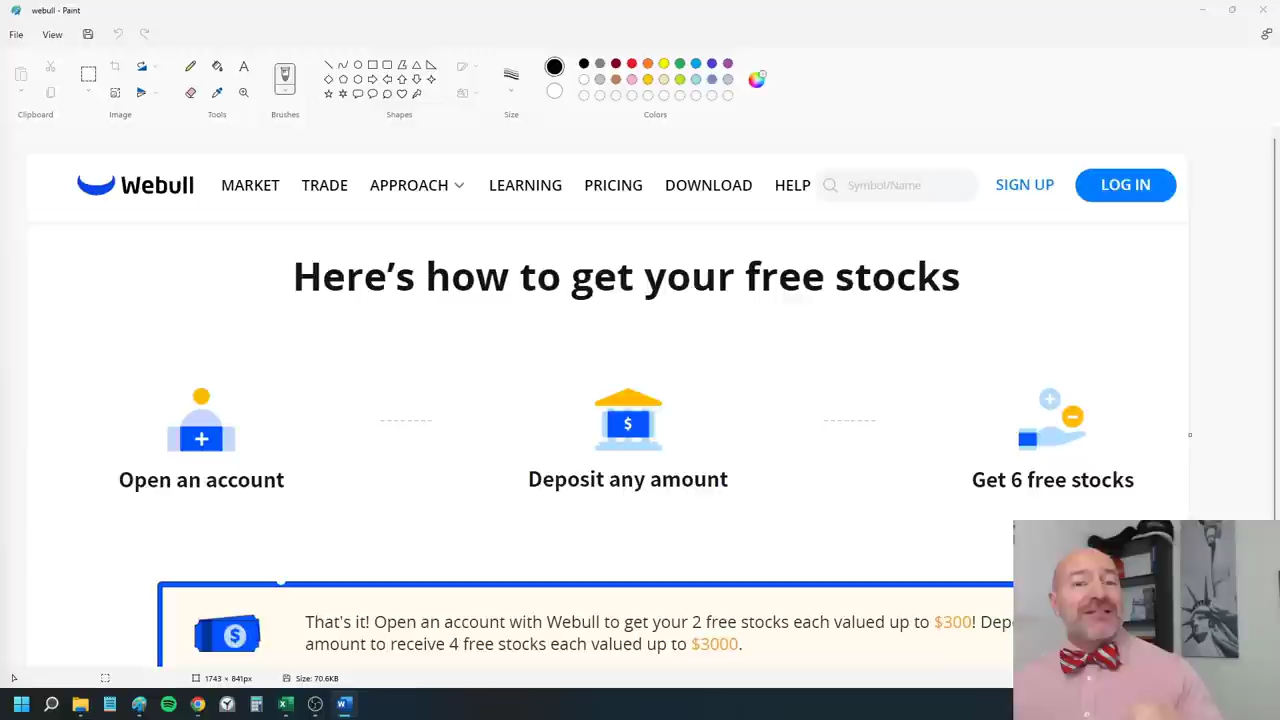 webull - Paint
File View
Clipboard Image Tools Brushes Shapes Size Colors
Webull MARKET TRADE APPROACH LEARNING PRICING DOWNLOAD HELP Symbol/Name SIGN UP LOG IN
Here's how to get your free stocks
Open an account
Deposit any amount
Get 6 free stocks
That's it! Open an account with Webull to get your 2 free stocks each valued up to $300! Dep
amount to receive 4 free stocks each valued up to $3000.
1743 × 841px Size: 70.6KB